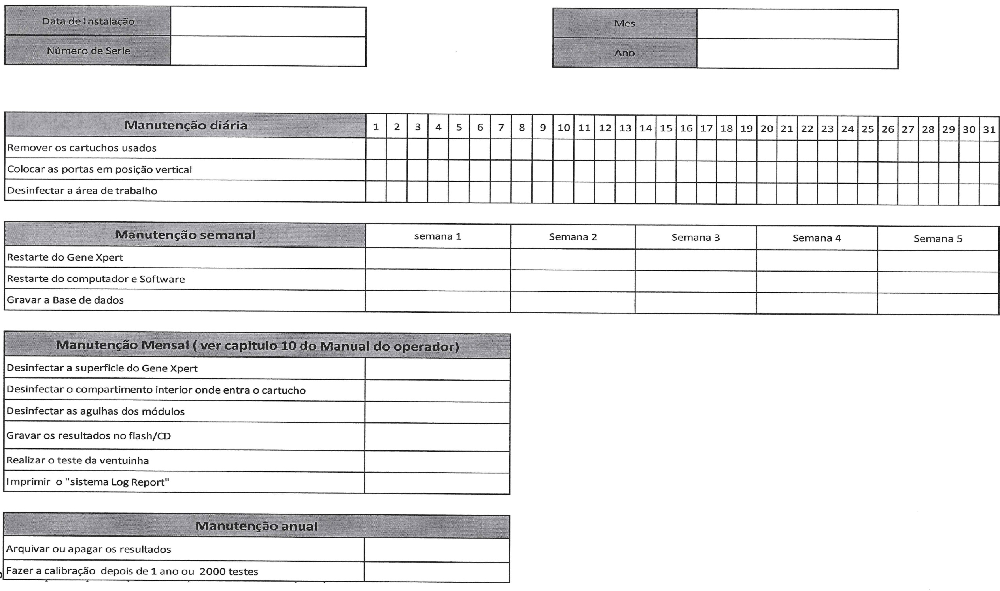 Data de Instalação
Mes
Número de Serie
Ano
Manutenção diária 1 2 3 4 5 6 7 8 9 10 11 12 13 14 15 16 17 18 19 20 21 22 23 24 25 26 27 28 29 30 31
Remover os cartuchos usados
Colocar as portas em posição vertical
Desinfectar a área de trabalho
Manutenção semanal semana 1 Semana 2 Semana 3 Semana 4 Semana 5
Restarte do Gene Xpert
Restarte do computador e Software
Gravar a Base de dados
Manutenção Mensal ( ver capitulo 10 do Manual do operador)
Desinfectar a superficie do Gene Xpert
Desinfectar o compartimento interior onde entra o cartucho
Desinfectar as agulhas dos módulos
Gravar os resultados no flash/CD
Realizar o teste da ventuinha
Imprimir o "sistema Log Report"
Manutenção anual
Arquivar ou apagar os resultados
Fazer a calibração depois de 1 ano ou 2000 testes